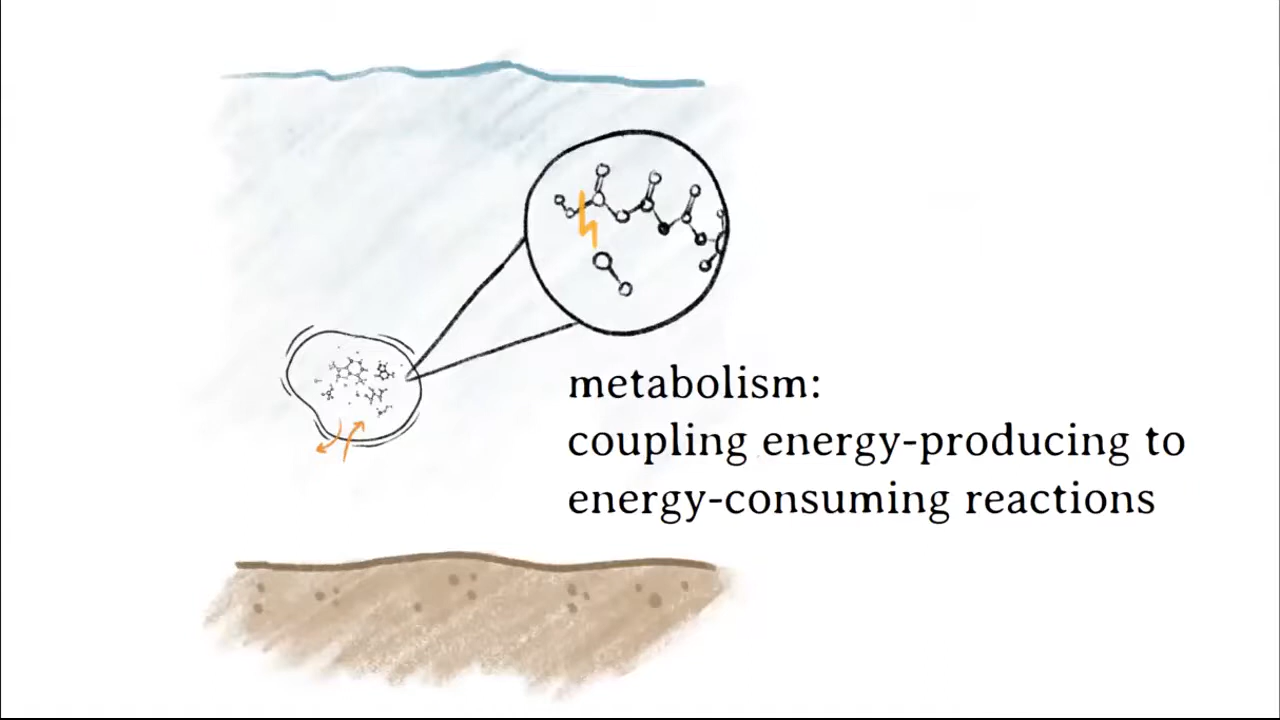 metabolism:
coupling energy-producing to
energy-consuming reactions